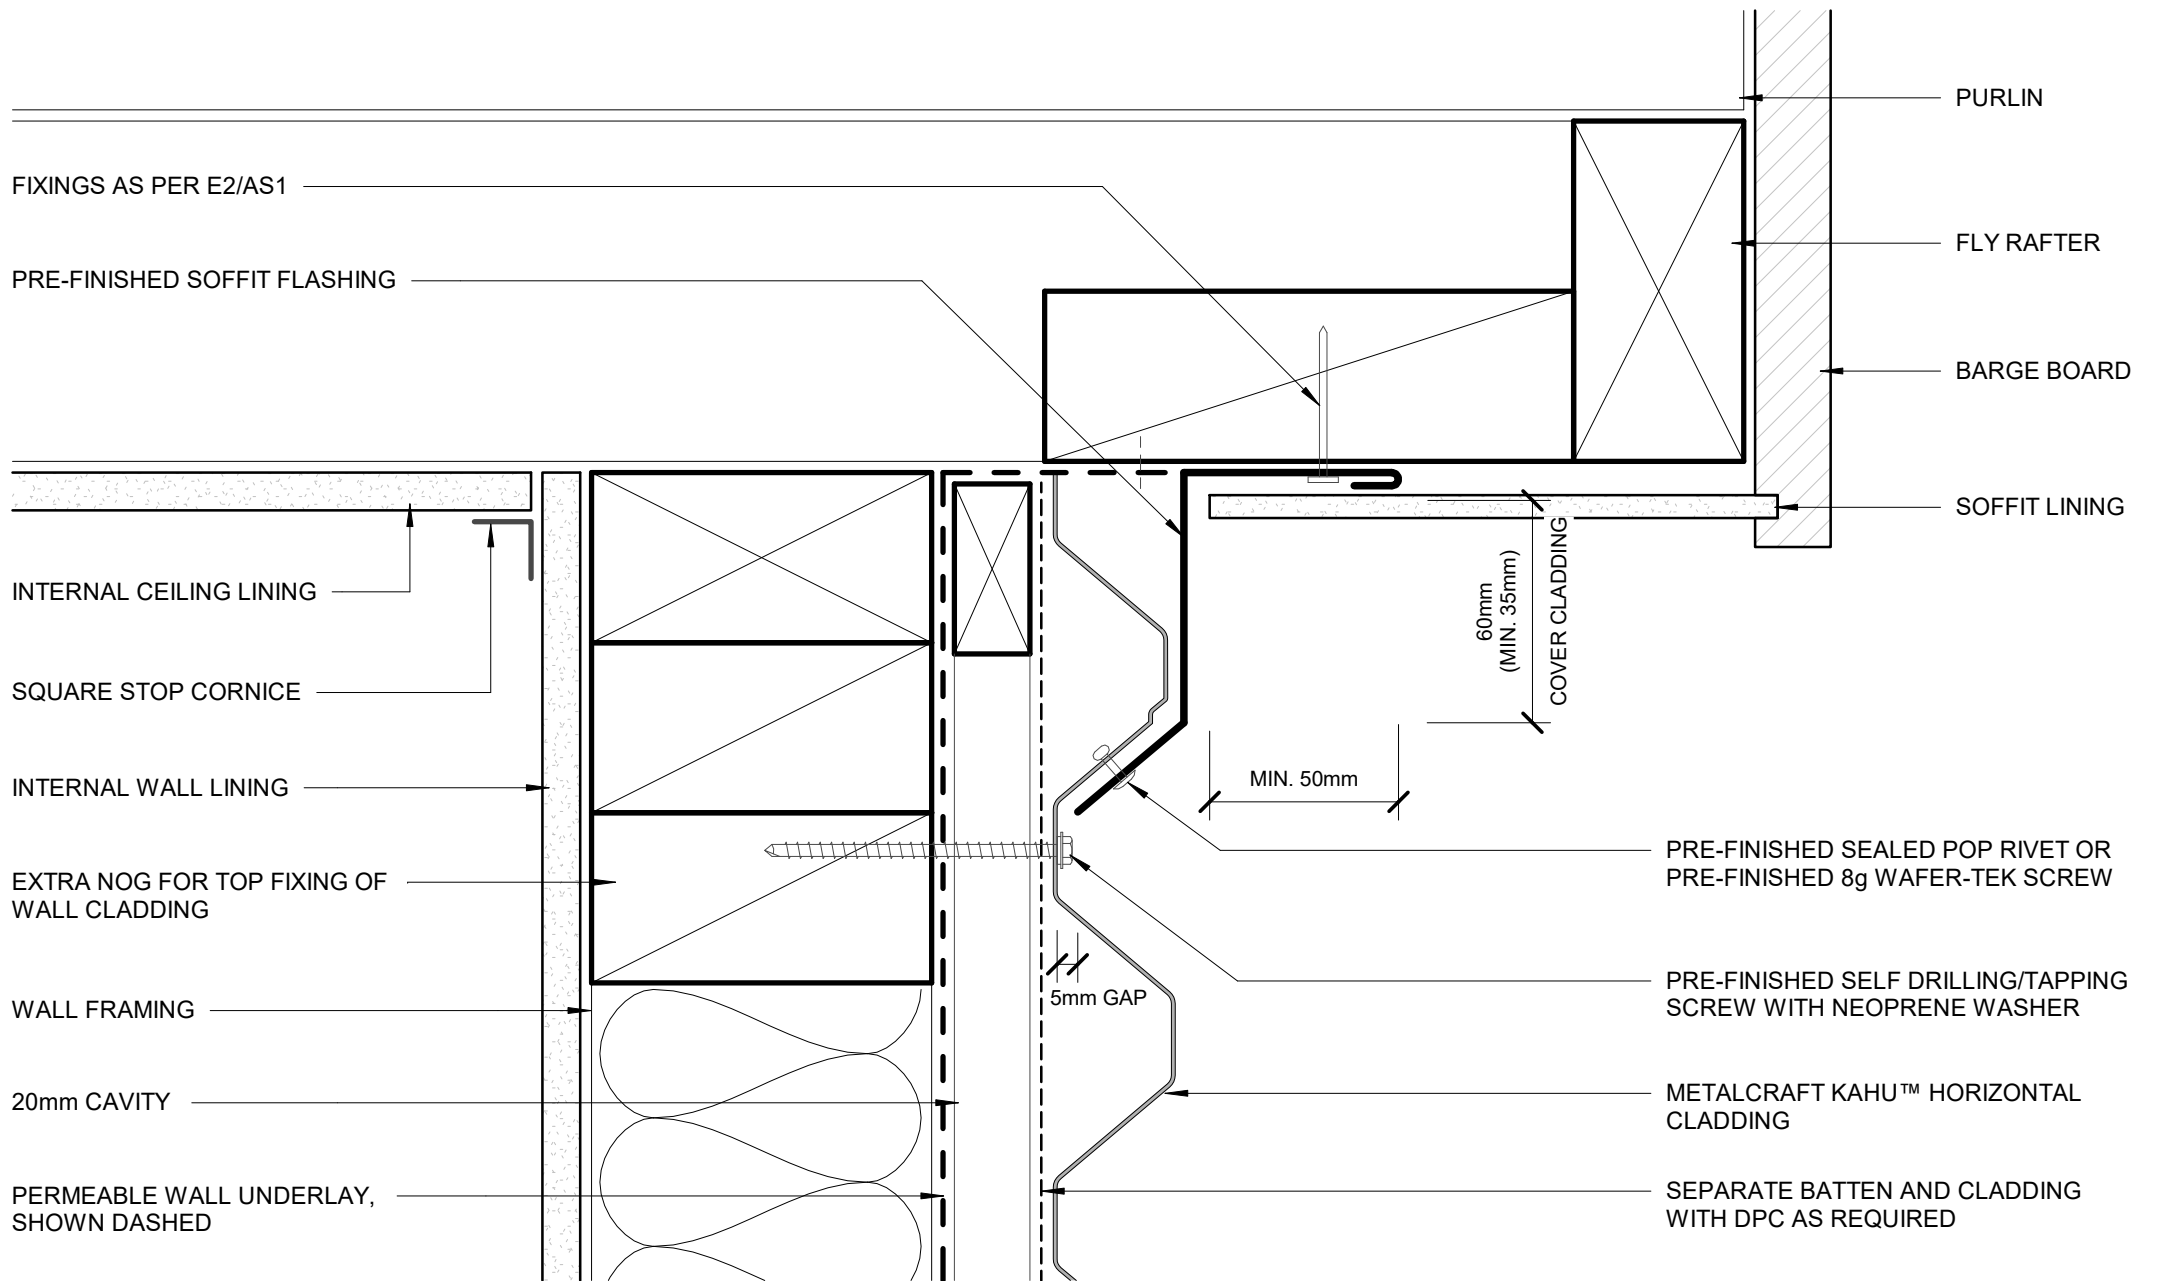 PURLIN
FIXINGS AS PER E2/AS1
FLY RAFTER
PRE-FINISHED SOFFIT FLASHING
BARGE BOARD
SOFFIT LINING
INTERNAL CEILING LINING
60mm
(MIN. 35mm)
COVER CLADDING
SQUARE STOP CORNICE
INTERNAL WALL LINING
MIN. 50mm
PRE-FINISHED SEALED POP RIVET OR
PRE-FINISHED 8g WAFER-TEK SCREW
EXTRA NOG FOR TOP FIXING OF
WALL CLADDING
PRE-FINISHED SELF DRILLING/TAPPING
SCREW WITH NEOPRENE WASHER
5mm GAP
WALL FRAMING
20mm CAVITY
METALCRAFT KAHU™ HORIZONTAL
CLADDING
PERMEABLE WALL UNDERLAY,
SHOWN DASHED
SEPARATE BATTEN AND CLADDING
WITH DPC AS REQUIRED